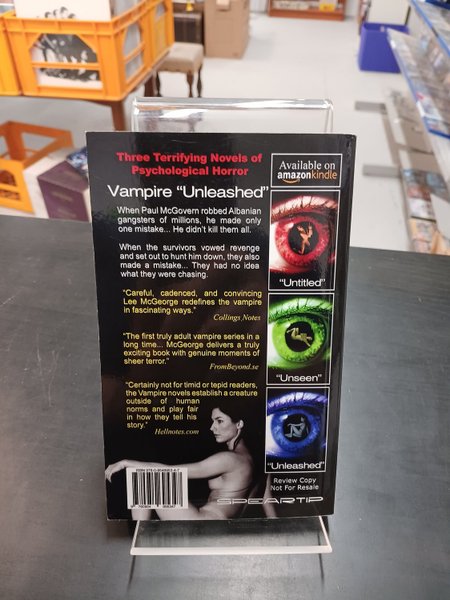 Three Terrifying Novels of
Psychological Horror
Vampire "Unleashed"
When Paul McGovern robbed Albanian
gangsters of millions, he made only
one mistake... He didn't kill them all.
When the survivors vowed revenge
and set out to hunt him down, they also
made a mistake... They had no idea
what they were chasing.
"Careful, cadenced, and convincing
Lee McGeorge redefines the vampire
in fascinating ways."
Collings Notes
"The first truly adult vampire series in a
long time... McGeorge delivers a truly
exciting book with genuine moments of
sheer terror."
FromBeyond.se
"Certainly not for timid or tepid readers,
the Vampire novels establish a creature
outside of human
norms and play fair
in how they tell his
story."
Hellnotes.com
Available on
amazonkindle
"Untitled"
"Unseen"
"Unleashed"
Review Copy
Not For Resale
SPEARTIP